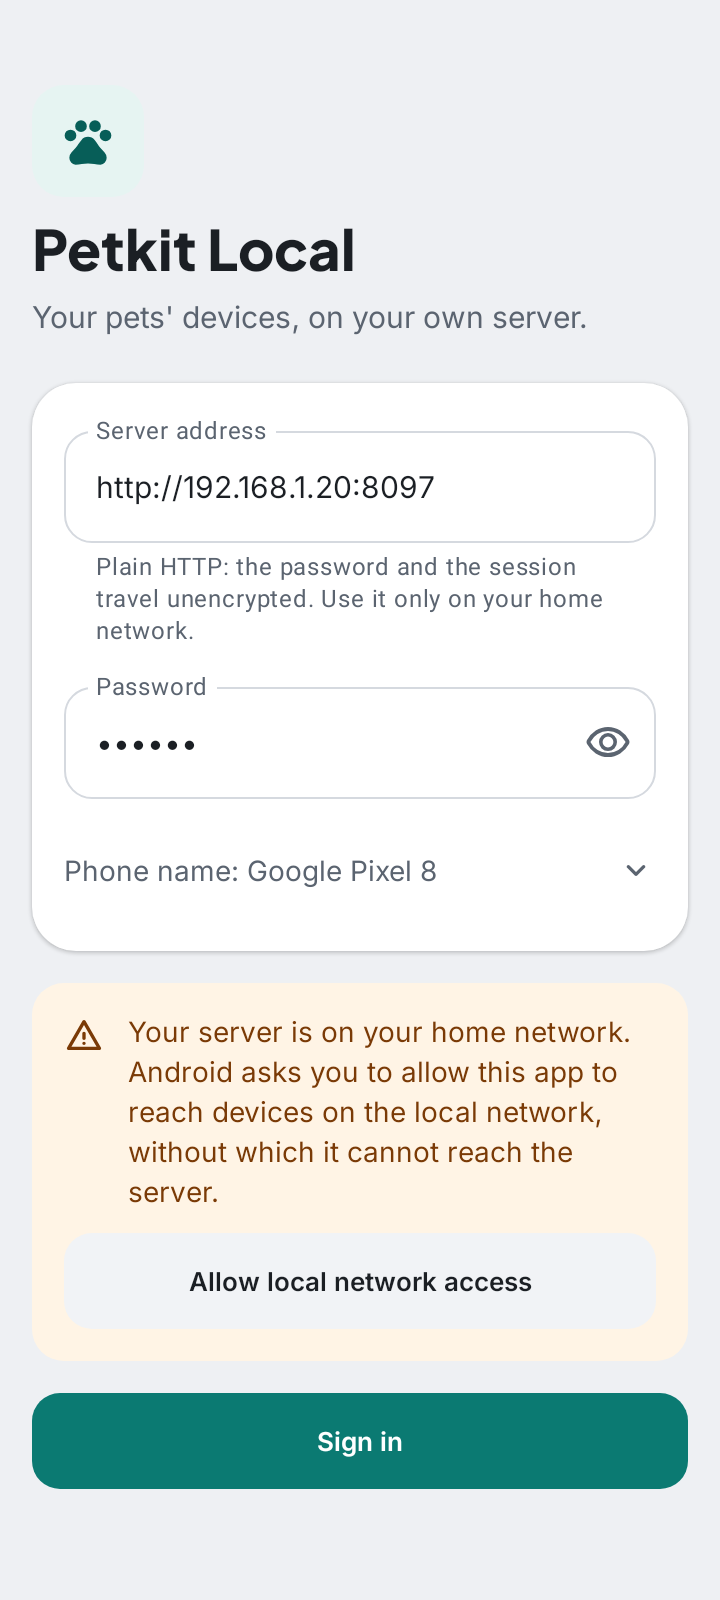 Petkit Local
Your pets' devices, on your own server.
Server address
http://192.168.1.20:8097
Plain HTTP: the password and the session
travel unencrypted. Use it only on your home
network.
Password
••••••
Phone name: Google Pixel 8
Your server is on your home network.
Android asks you to allow this app to
reach devices on the local network,
without which it cannot reach the
server.
Allow local network access
Sign in